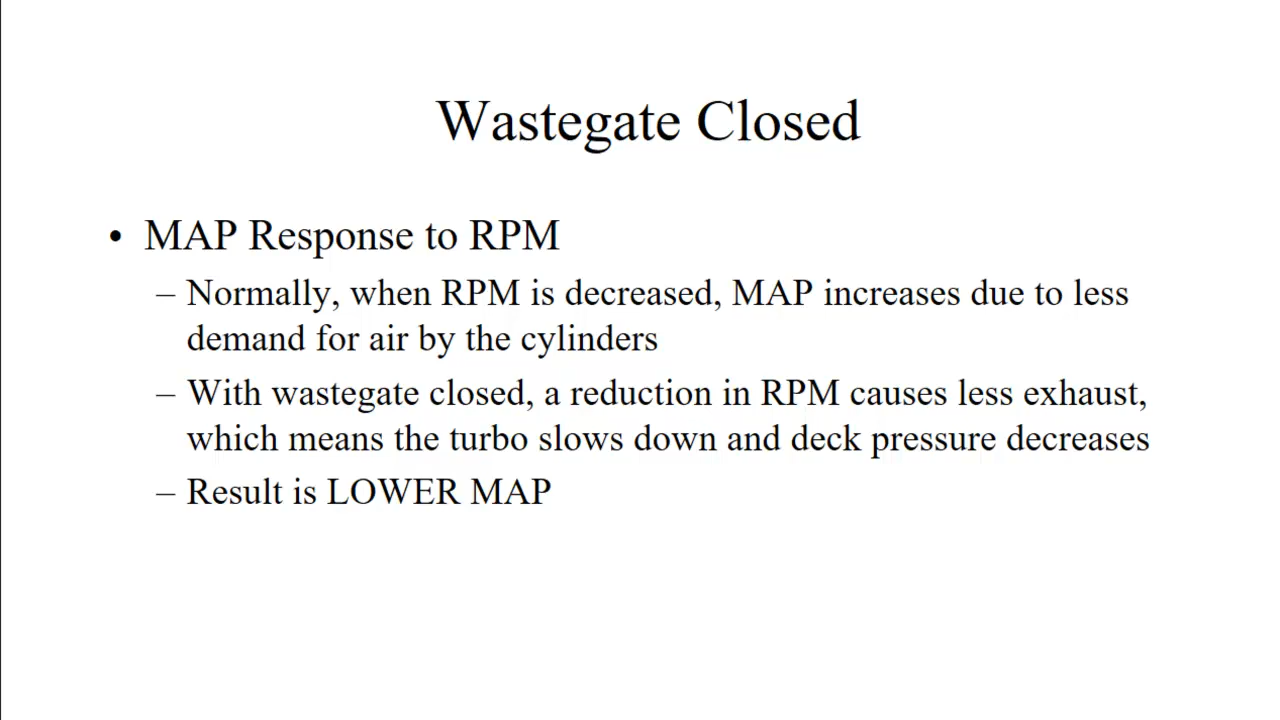 Wastegate Closed
• MAP Response to RPM
– Normally, when RPM is decreased, MAP increases due to less
demand for air by the cylinders
– With wastegate closed, a reduction in RPM causes less exhaust,
which means the turbo slows down and deck pressure decreases
– Result is LOWER MAP